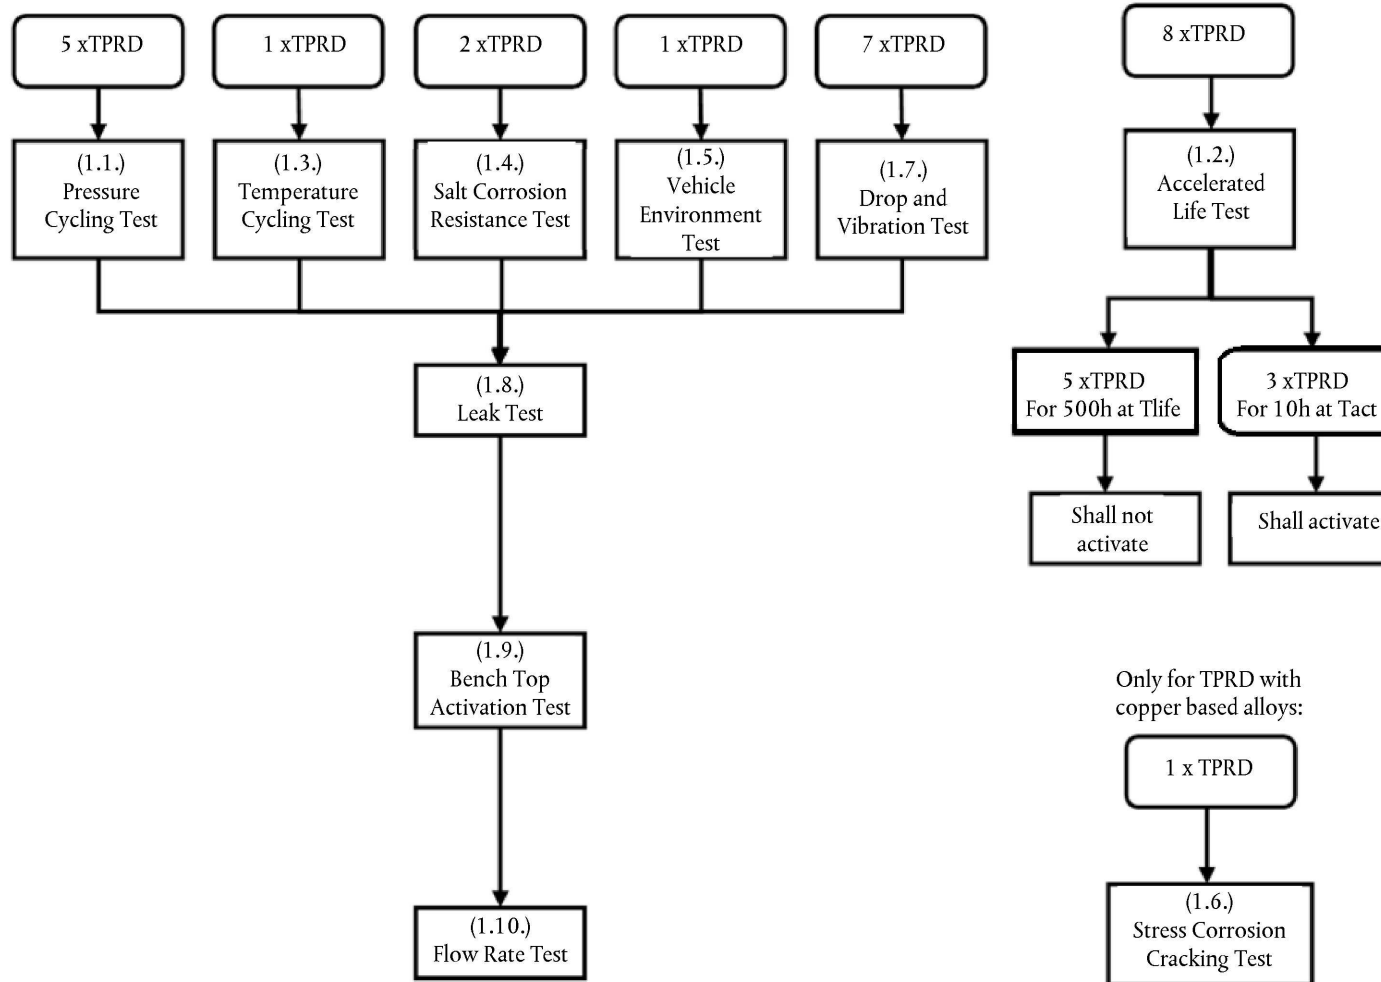 5 xTPRD
1 xTPRD
2 xTPRD
1 xTPRD
7 xTPRD
8 xTPRD
(1.1.)
Pressure
Cycling Test
(1.3.)
Temperature
Cycling Test
(1.4.)
Salt Corrosion
Resistance Test
(1.5.)
Vehicle
Environment
Test
(1.7.)
Drop and
Vibration Test
(1.2.)
Accelerated
Life Test
(1.8.)
Leak Test
5 xTPRD
For 500h at Tlife
3 xTPRD
For 10h at Tact
Shall not
activate
Shall activate
(1.9.)
Bench Top
Activation Test
Only for TPRD with
copper based alloys:
1 x TPRD
(1.10.)
Flow Rate Test
(1.6.)
Stress Corrosion
Cracking Test